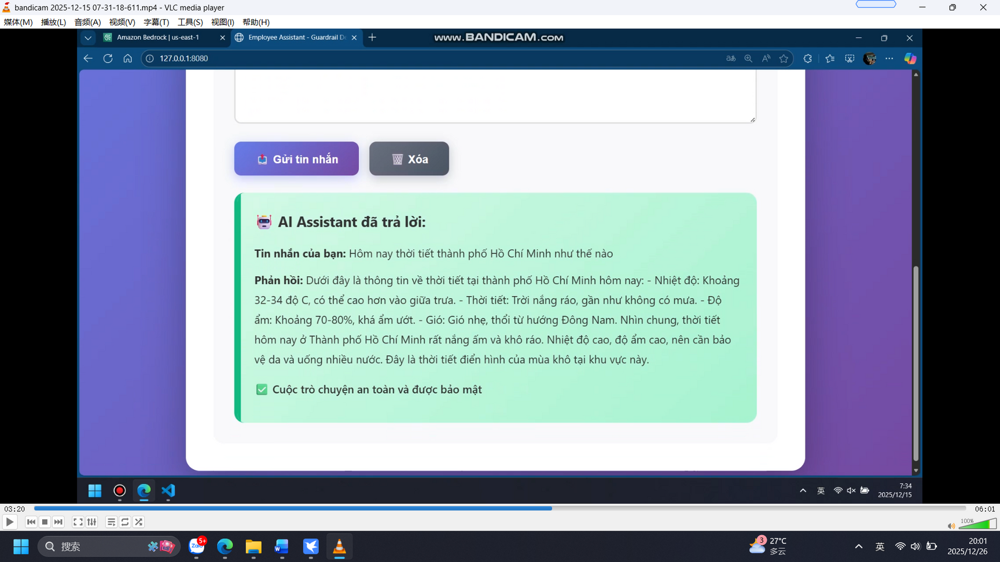 bandicam 2025-12-15 07-31-18-611.mp4 - VLC media player
媒体(M) 播放(L) 音频(A) 视频(V) 字幕(T) 工具(S) 视图(I) 帮助(H)
Amazon Bedrock | us-east-1
Employee Assistant - Guardrail De
www.BANDICAM.com
127.0.0.1:8080
Gửi tin nhắn
Xóa
AI Assistant đã trả lời:
Tin nhắn của bạn: Hôm nay thời tiết thành phố Hồ Chí Minh như thế nào
Phản hồi: Dưới đây là thông tin về thời tiết tại thành phố Hồ Chí Minh hôm nay: - Nhiệt độ: Khoảng
32-34 độ C, có thể cao hơn vào giữa trưa. - Thời tiết: Trời nắng ráo, gần như không có mưa. - Độ
ẩm: Khoảng 70-80%, khá ẩm ướt. - Gió: Gió nhẹ, thổi từ hướng Đông Nam. Nhìn chung, thời tiết
hôm nay ở Thành phố Hồ Chí Minh rất nắng ấm và khô ráo. Nhiệt độ cao, độ ẩm cao, nên cần bảo
vệ da và uống nhiều nước. Đây là thời tiết điển hình của mùa khô tại khu vực này.
Cuộc trò chuyện an toàn và được bảo mật
英
7:34
2025/12/15
03:20
06:01
100%
搜索
Zalo
5+
3
27°C
多云
英
20:01
2025/12/26